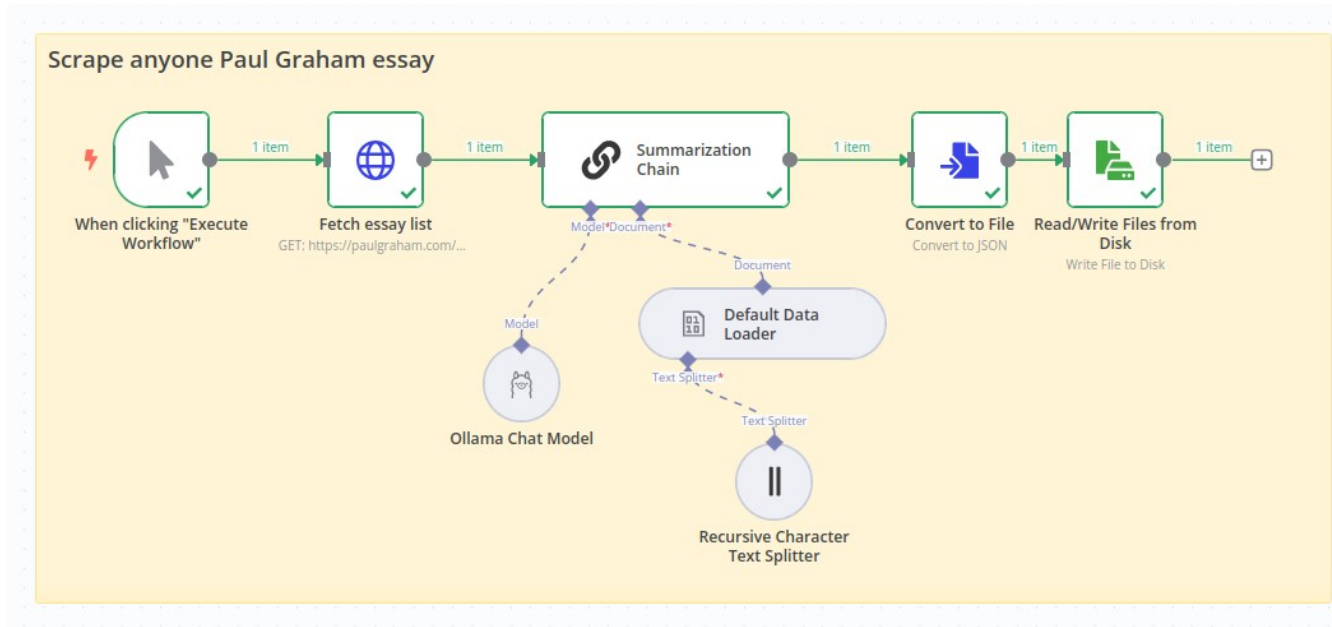 Scrape anyone Paul Graham essay
1 item
1 item
1 item
1 item
1 item
Summarization
Chain
When clicking "Execute
Workflow"
Fetch essay list
GET: https://paulgraham.com/...
Model*
Document*
Convert to File
Convert to JSON
Read/Write Files from
Disk
Write File to Disk
Document
01
10
Default Data
Loader
Model
Text Splitter*
Ollama Chat Model
Text Splitter
Recursive Character
Text Splitter